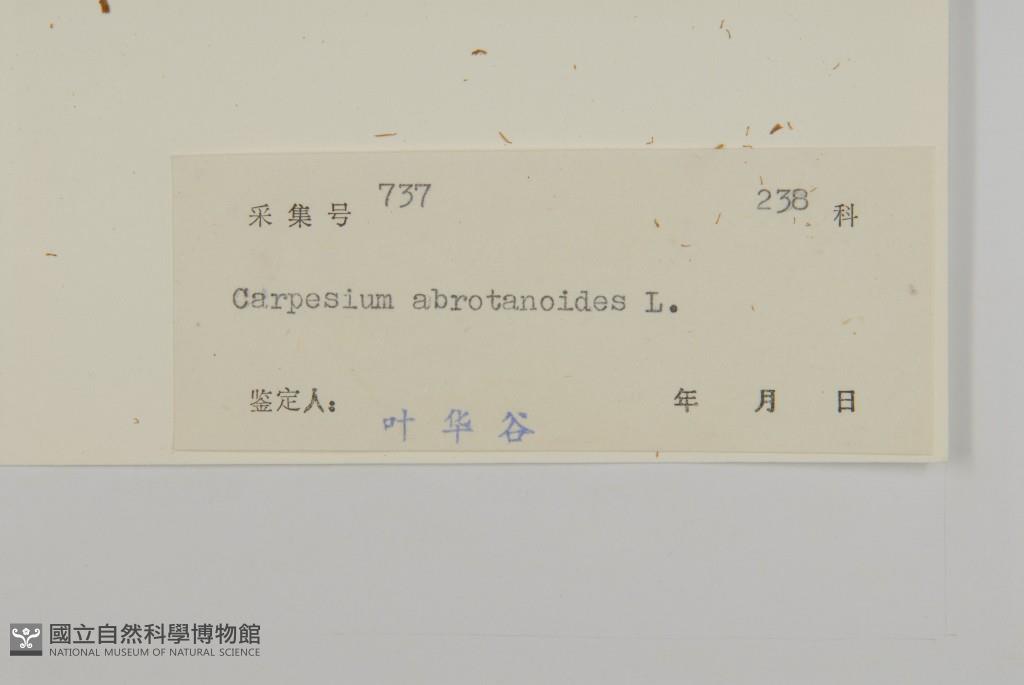 采集号 737 238 科
Carpesium abrotanoides L.
鉴定人: 叶华谷 年 月 日
國立自然科學博物館
NATIONAL MUSEUM OF NATURAL SCIENCE